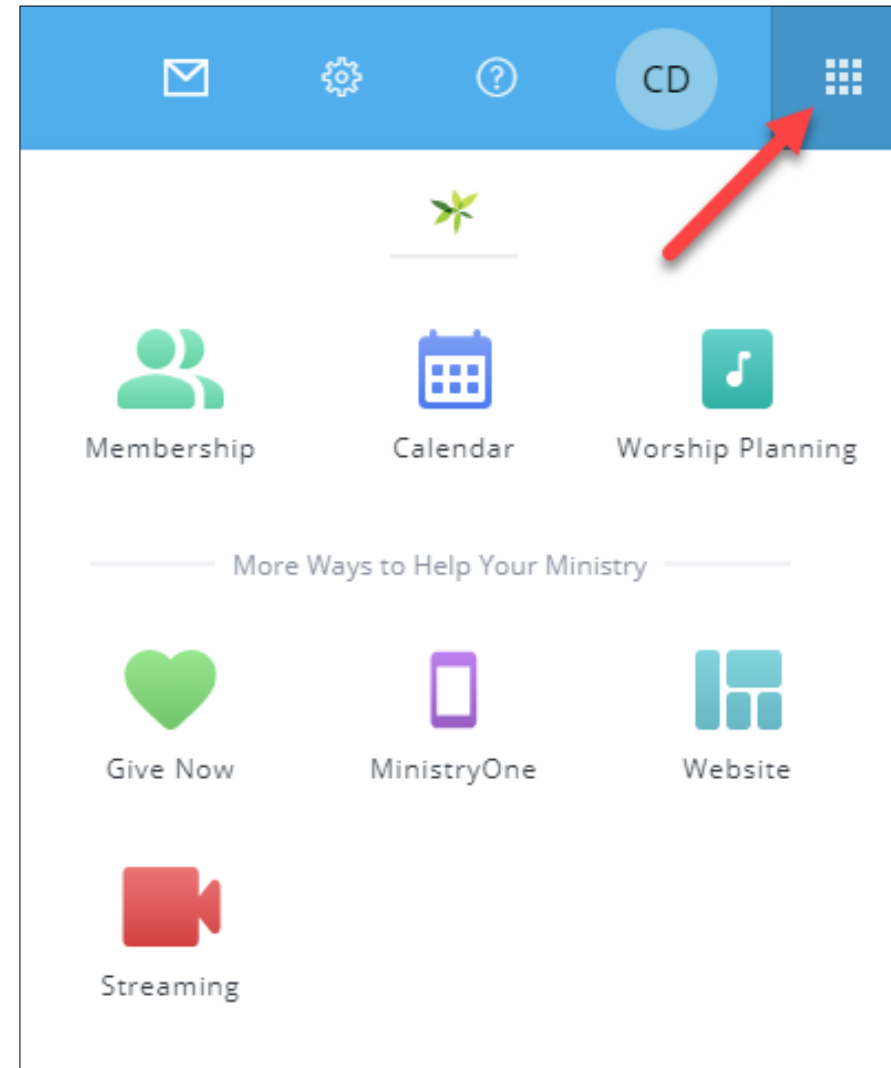 CD
Membership Calendar Worship Planning
More Ways to Help Your Ministry
Give Now MinistryOne Website
Streaming